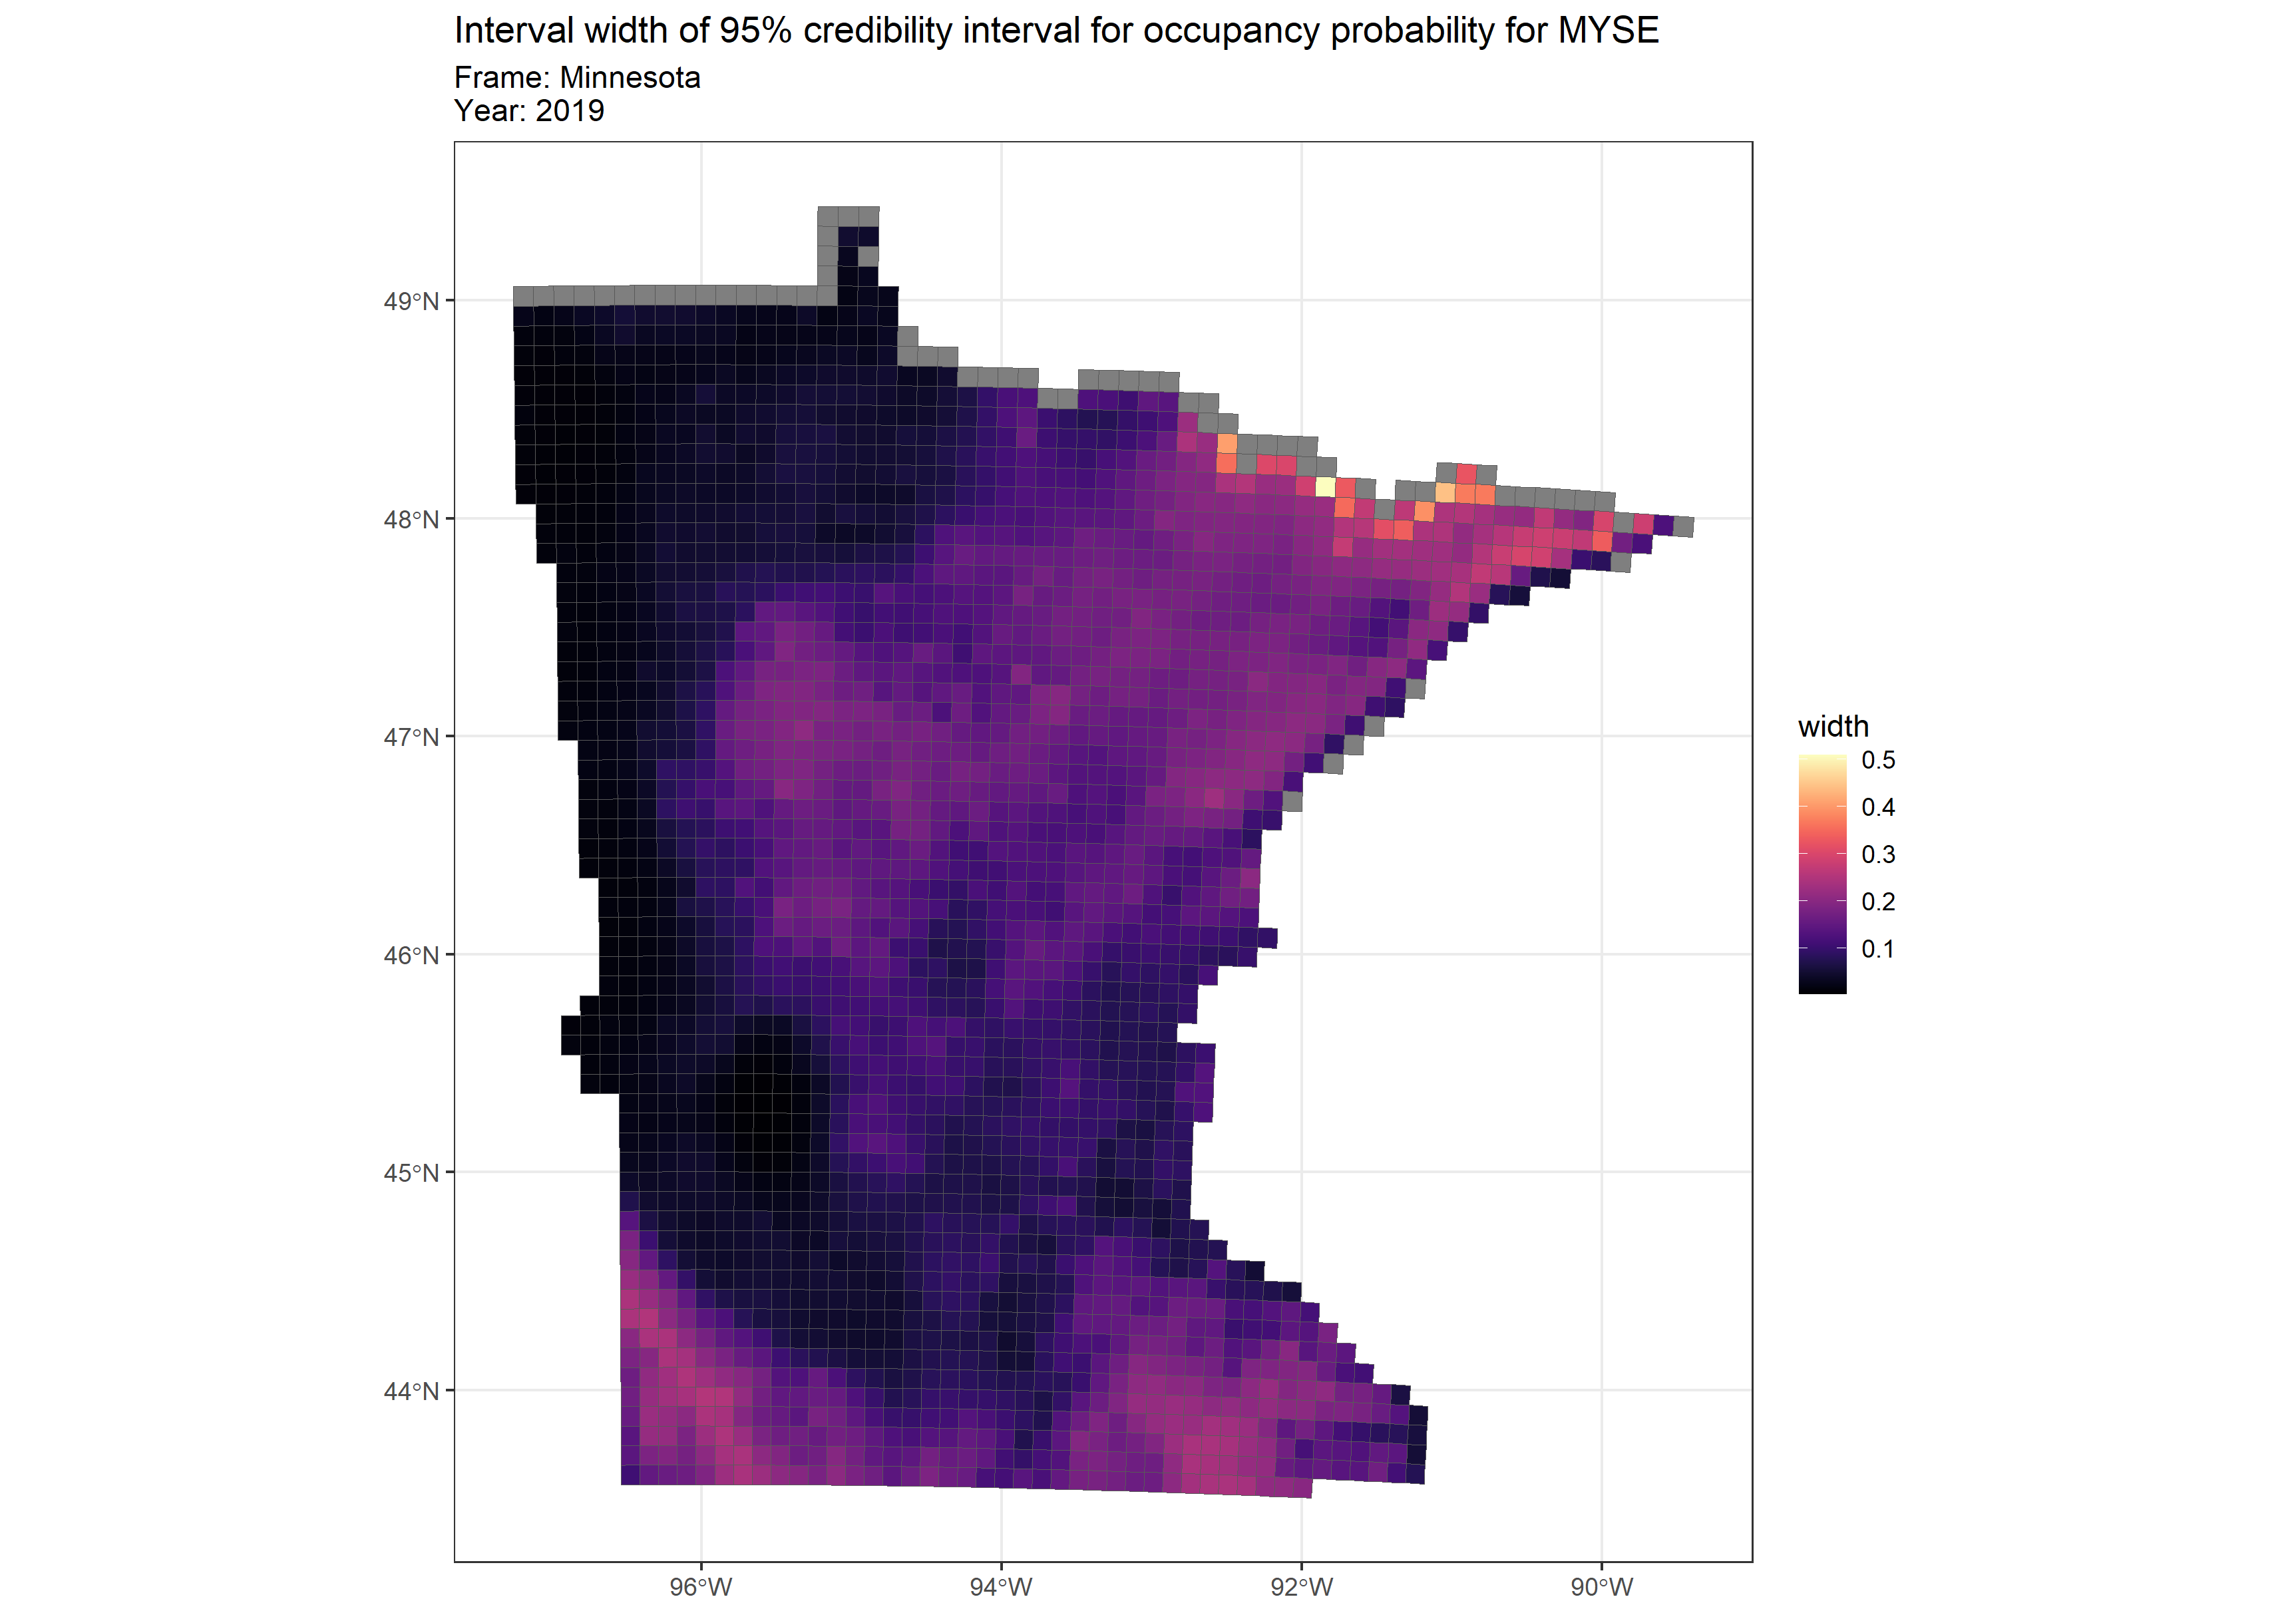 Interval width of 95% credibility interval for occupancy probability for MYSE
Frame: Minnesota
Year: 2019
49°N
48°N
47°N
46°N
45°N
44°N
96°W
94°W
92°W
90°W
width
0.5
0.4
0.3
0.2
0.1